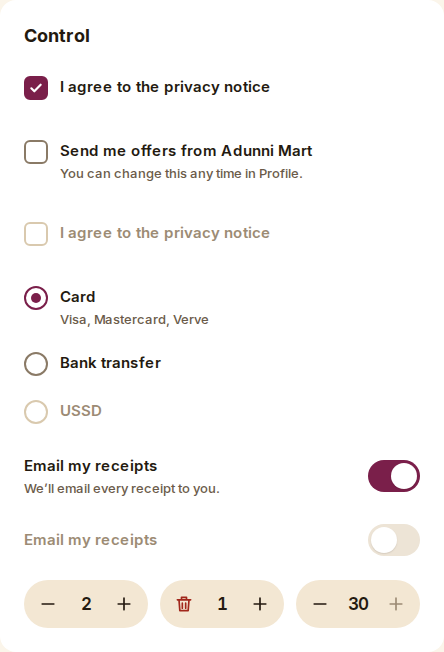 Control
I agree to the privacy notice
Send me offers from Adunni Mart
You can change this any time in Profile.
I agree to the privacy notice
Card
Visa, Mastercard, Verve
Bank transfer
USSD
Email my receipts
We’ll email every receipt to you.
Email my receipts
− 2 + 1 + − 30 +